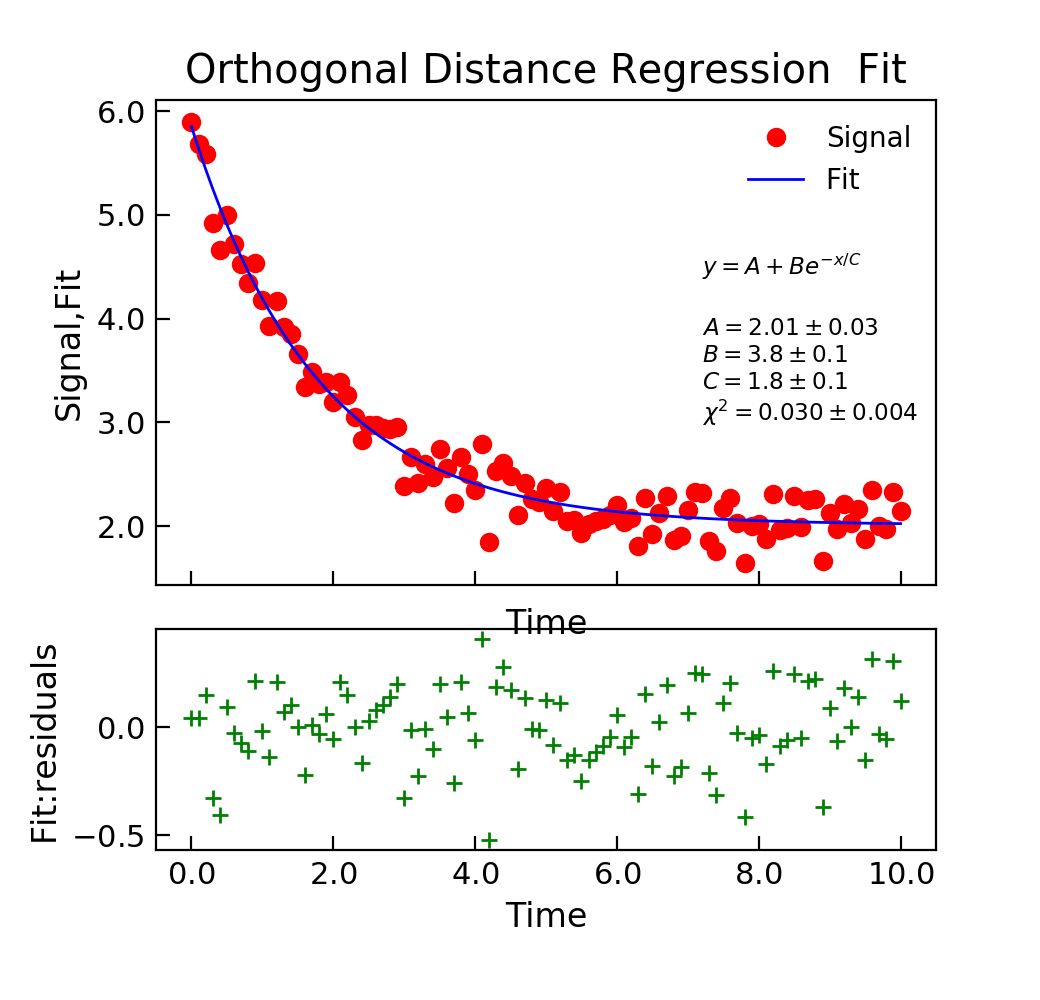 Orthogonal Distance Regression  Fit
6.0
5.0
4.0
3.0
2.0
Signal,Fit
Signal
Fit
y = A + Be^{−x/C}
A = 2.01 ± 0.03
B = 3.8 ± 0.1
C = 1.8 ± 0.1
χ² = 0.030 ± 0.004
Time
0.0
−0.5
Fit:residuals
0.0 2.0 4.0 6.0 8.0 10.0
Time